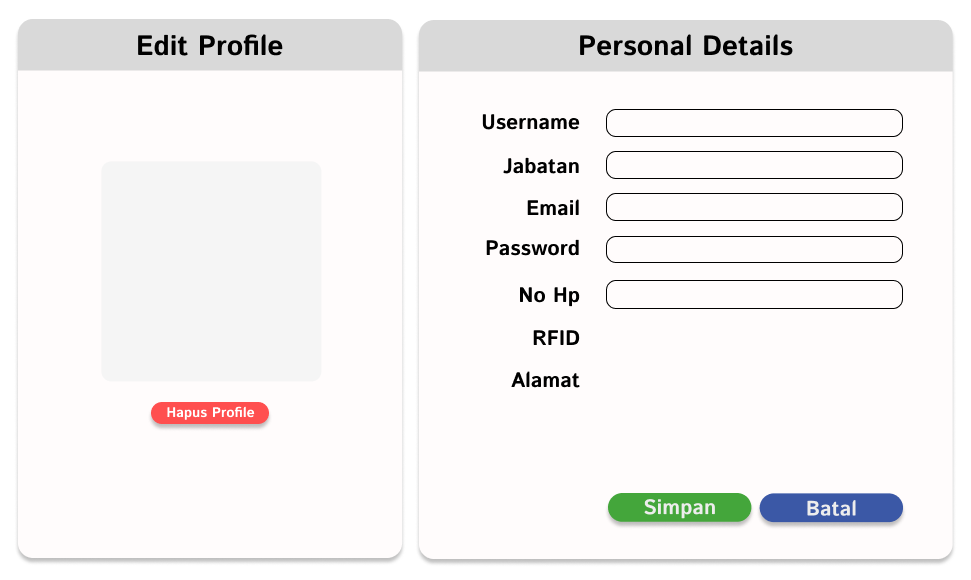 Edit Profile
Hapus Profile
Personal Details
Username
Jabatan
Email
Password
No Hp
RFID
Alamat
Simpan
Batal